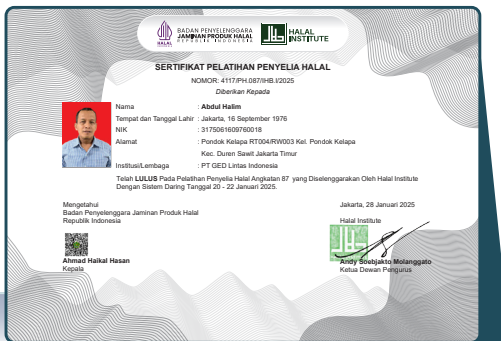 HALAL
INDONESIA
BADAN PENYELENGGARA
JAMINAN PRODUK HALAL
REPUBLIK INDONESIA
HALAL
INSTITUTE
SERTIFIKAT PELATIHAN PENYELIA HALAL
NOMOR: 4117/PH.087/IHB.I/2025
Diberikan Kepada
Nama : Abdul Halim
Tempat dan Tanggal Lahir : Jakarta, 16 September 1976
NIK : 3175061609760018
Alamat : Pondok Kelapa RT004/RW003 Kel. Pondok Kelapa
Kec. Duren Sawit Jakarta Timur
Institusi/Lembaga : PT GED Lintas Indonesia
Telah LULUS Pada Pelatihan Penyelia Halal Angkatan 87 yang Diselenggarakan Oleh Halal Institute
Dengan Sistem Daring Tanggal 20 - 22 Januari 2025.
Mengetahui
Badan Penyelenggara Jaminan Produk Halal
Republik Indonesia
Ahmad Haikal Hasan
Kepala
Jakarta, 28 Januari 2025
Halal Institute
Andy Soebjakto Molanggato
Ketua Dewan Pengurus